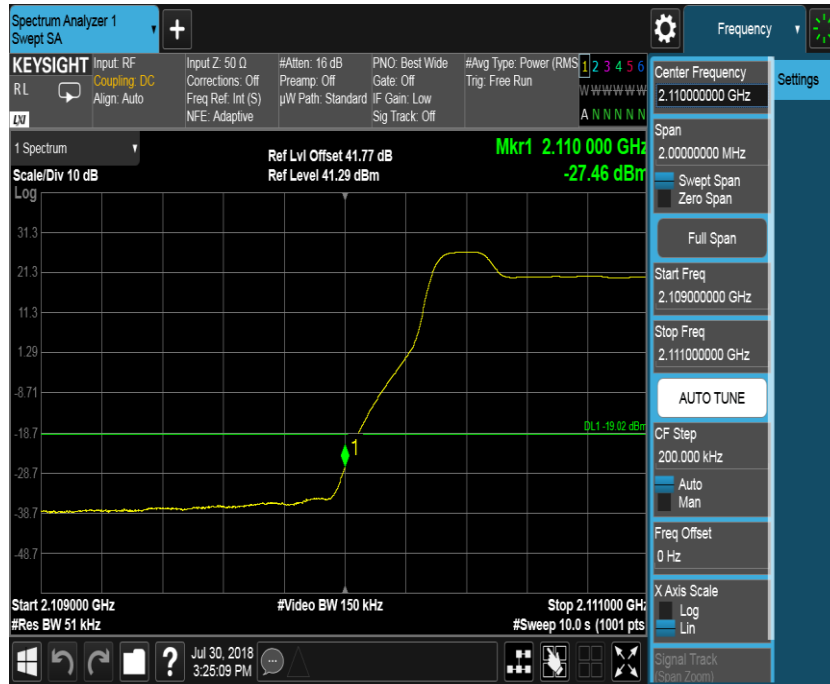 Spectrum Analyzer 1
Swept SA
+
Frequency
KEYSIGHT
RL
LXI
Input: RF
Coupling: DC
Align: Auto
Input Z: 50 Ω
Corrections: Off
Freq Ref: Int (S)
NFE: Adaptive
#Atten: 16 dB
Preamp: Off
µW Path: Standard
PNO: Best Wide
Gate: Off
IF Gain: Low
Sig Track: Off
#Avg Type: Power (RMS
Trig: Free Run
1 2 3 4 5 6
W W W W W W
A N N N N N
1 Spectrum
Scale/Div 10 dB
Log
Ref Lvl Offset 41.77 dB
Ref Level 41.29 dBm
Mkr1 2.110 000 GHz
-27.46 dBm
31.3
21.3
11.3
1.29
-8.71
-18.7
-28.7
-38.7
-48.7
DL1 -19.02 dBm
1
Start 2.109000 GHz
#Res BW 51 kHz
#Video BW 150 kHz
Stop 2.111000 GHz
#Sweep 10.0 s (1001 pts
?
Jul 30, 2018
3:25:09 PM
Center Frequency
2.110000000 GHz
Span
2.00000000 MHz
Swept Span
Zero Span
Full Span
Start Freq
2.109000000 GHz
Stop Freq
2.111000000 GHz
AUTO TUNE
CF Step
200.000 kHz
Auto
Man
Freq Offset
0 Hz
X Axis Scale
Log
Lin
Signal Track
(Span Zoom)
Settings